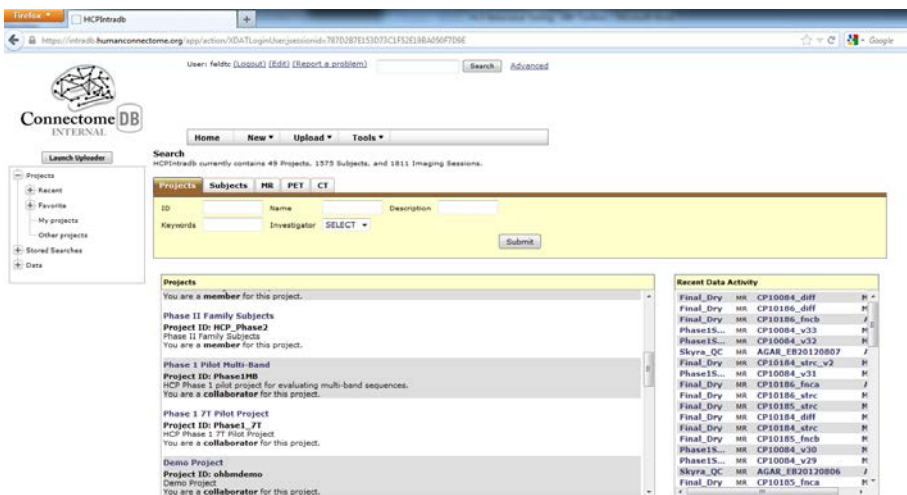 Firefox
HCPIntradb
https://intradb.humanconnectome.org/app/action/XDATLoginUser;jsessionid=787D2B7E153D73C1F52E19BA050F7D9E
Google
User: feldtc (Logout) (Edit) (Report a problem)
Search
Advanced
Connectome DB
INTERNAL
Home New Upload Tools
Launch Uploader
Projects
Recent
Favorite
My projects
Other projects
Stored Searches
Data
Search
HCPIntradb currently contains 49 Projects, 1575 Subjects, and 1811 Imaging Sessions.
Projects Subjects MR PET CT
ID Name Description
Keywords Investigator SELECT
Submit
Projects
You are a member for this project.
Phase II Family Subjects
Project ID: HCP_Phase2
Phase II Family Subjects
You are a member for this project.
Phase 1 Pilot Multi-Band
Project ID: Phase1MB
HCP Phase 1 pilot project for evaluating multi-band sequences.
You are a collaborator for this project.
Phase 1 7T Pilot Project
Project ID: Phase1_7T
HCP Phase 1 7T Pilot Project
You are a collaborator for this project.
Demo Project
Project ID: ohbmdemo
Demo Project
You are a collaborator for this project.
Recent Data Activity
Final_Dry MR CP10084_diff
Final_Dry MR CP10186_diff
Final_Dry MR CP10186_fncb
Phase1S... MR CP10084_v33
Phase1S... MR CP10084_v32
Skyra_QC MR AGAR_EB20120807
Final_Dry MR CP10184_strc_v2
Phase1S... MR CP10084_v31
Final_Dry MR CP10186_fnca
Final_Dry MR CP10186_strc
Final_Dry MR CP10185_strc
Final_Dry MR CP10184_diff
Final_Dry MR CP10184_strc
Final_Dry MR CP10185_fncb
Phase1S... MR CP10084_v30
Phase1S... MR CP10084_v29
Skyra_QC MR AGAR_EB20120806
Final_Dry MR CP10185_fnca